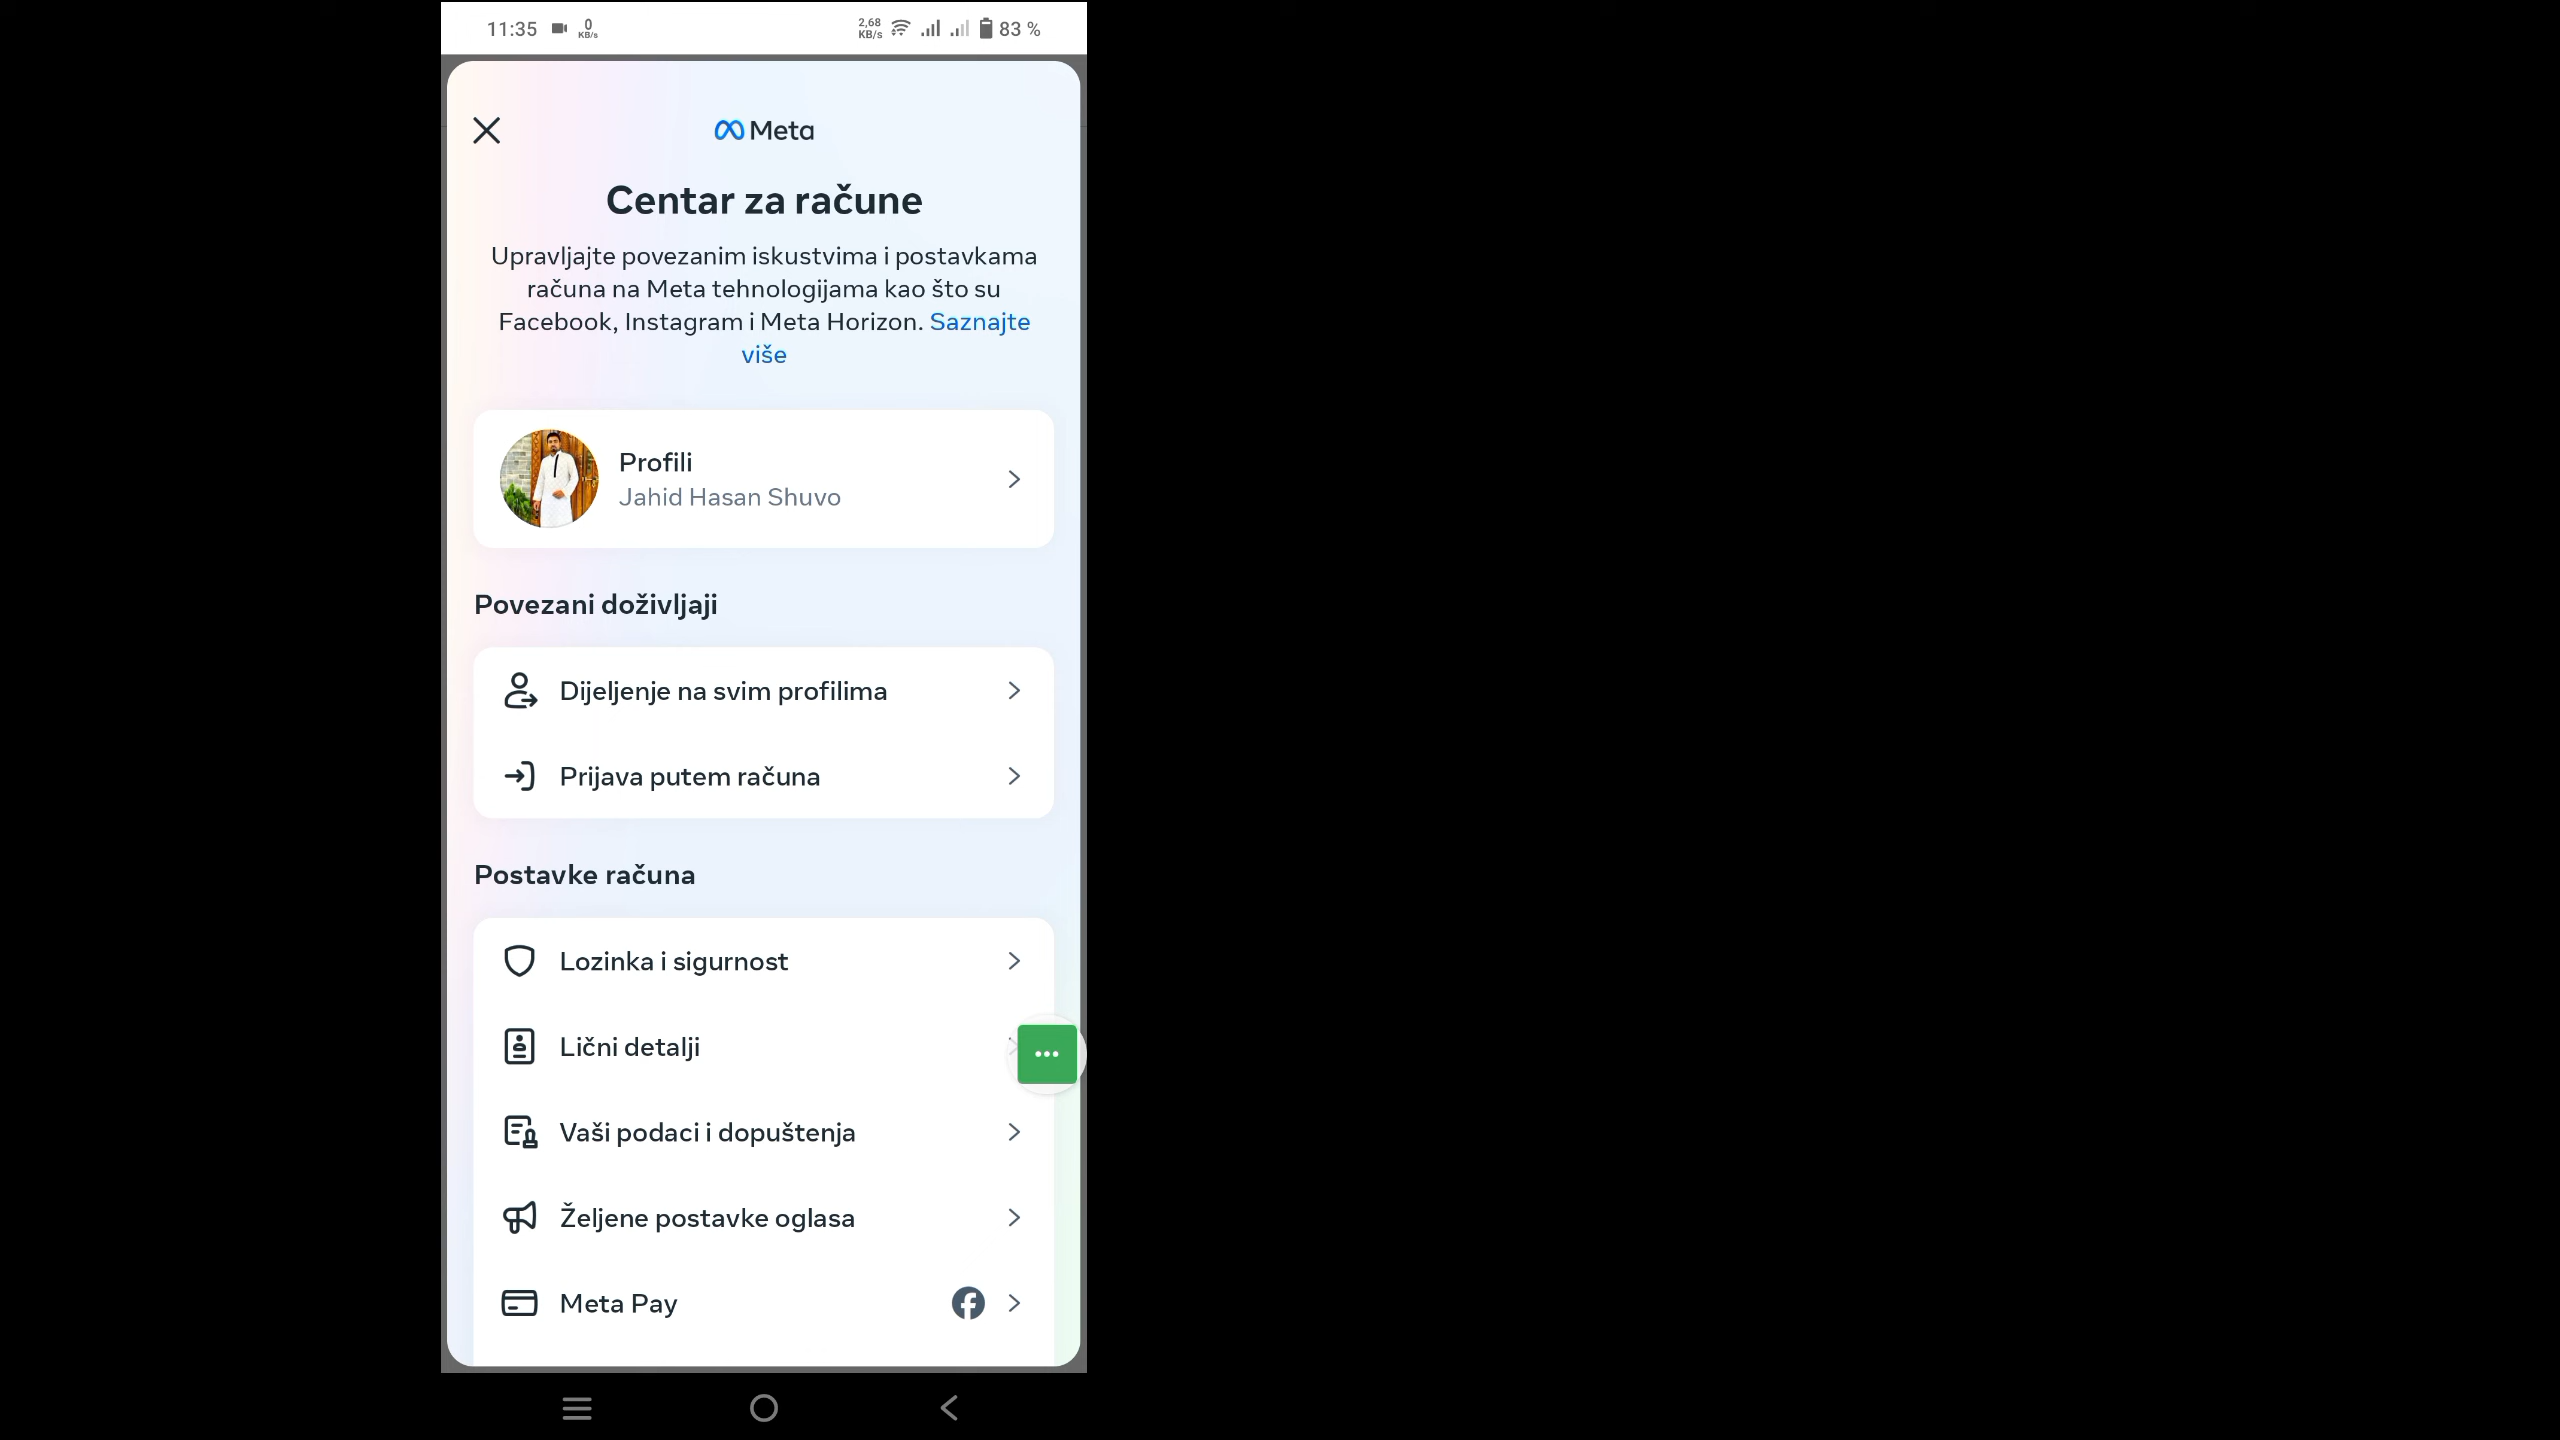 11:35
0
KB/s
2,68
KB/s
83 %
Meta
Centar za račune
Upravljajte povezanim iskustvima i postavkama
računa na Meta tehnologijama kao što su
Facebook, Instagram i Meta Horizon. Saznajte
više
Profili
Jahid Hasan Shuvo
Povezani doživljaji
Dijeljenje na svim profilima
Prijava putem računa
Postavke računa
Lozinka i sigurnost
Lični detalji
Vaši podaci i dopuštenja
Željene postavke oglasa
Meta Pay